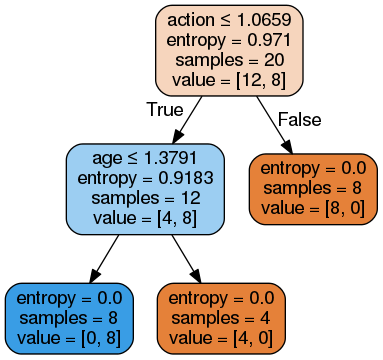 action ≤ 1.0659
entropy = 0.971
samples = 20
value = [12, 8]
True
False
age ≤ 1.3791
entropy = 0.9183
samples = 12
value = [4, 8]
entropy = 0.0
samples = 8
value = [8, 0]
entropy = 0.0
samples = 8
value = [0, 8]
entropy = 0.0
samples = 4
value = [4, 0]